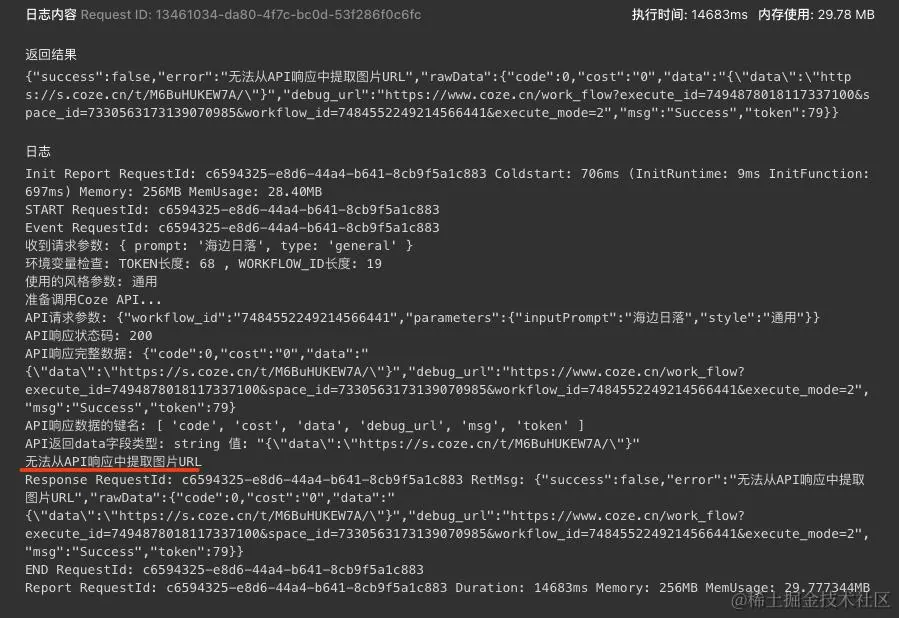 日志内容 Request ID: 13461034-da80-4f7c-bc0d-53f286f0c6fc 执行时间: 14683ms 内存使用: 29.78 MB
返回结果
{"success":false,"error":"无法从API响应中提取图片URL","rawData":{"code":0,"cost":"0","data":"{\"data\":\"http
s://s.coze.cn/t/M6BuHUKEW7A/\"}","debug_url":"https://www.coze.cn/work_flow?execute_id=7494878018117337100&s
pace_id=7330563173139070985&workflow_id=7484552249214566441&execute_mode=2","msg":"Success","token":79}}
日志
Init Report RequestId: c6594325-e8d6-44a4-b641-8cb9f5a1c883 Coldstart: 706ms (InitRuntime: 9ms InitFunction:
697ms) Memory: 256MB MemUsage: 28.40MB
START RequestId: c6594325-e8d6-44a4-b641-8cb9f5a1c883
Event RequestId: c6594325-e8d6-44a4-b641-8cb9f5a1c883
收到请求参数: { prompt: '海边日落', type: 'general' }
环境变量检查: TOKEN长度: 68 , WORKFLOW_ID长度: 19
使用的风格参数: 通用
准备调用Coze API...
API请求参数: {"workflow_id":"7484552249214566441","parameters":{"inputPrompt":"海边日落","style":"通用"}}
API响应状态码: 200
API响应完整数据: {"code":0,"cost":"0","data":"
{\"data\":\"https://s.coze.cn/t/M6BuHUKEW7A/\"}","debug_url":"https://www.coze.cn/work_flow?
execute_id=7494878018117337100&space_id=7330563173139070985&workflow_id=7484552249214566441&execute_mode=2",
"msg":"Success","token":79}
API响应数据的键名: [ 'code', 'cost', 'data', 'debug_url', 'msg', 'token' ]
API返回data字段类型: string 值: "{\"data\":\"https://s.coze.cn/t/M6BuHUKEW7A/\"}"
无法从API响应中提取图片URL
Response RequestId: c6594325-e8d6-44a4-b641-8cb9f5a1c883 RetMsg: {"success":false,"error":"无法从API响应中提取
图片URL","rawData":{"code":0,"cost":"0","data":"
{\"data\":\"https://s.coze.cn/t/M6BuHUKEW7A/\"}","debug_url":"https://www.coze.cn/work_flow?
execute_id=7494878018117337100&space_id=7330563173139070985&workflow_id=7484552249214566441&execute_mode=2",
"msg":"Success","token":79}}
END RequestId: c6594325-e8d6-44a4-b641-8cb9f5a1c883
Report RequestId: c6594325-e8d6-44a4-b641-8cb9f5a1c883 Duration: 14683ms Memory: 256MB MemUsage: 29.777344MB
@稀土掘金技术社区